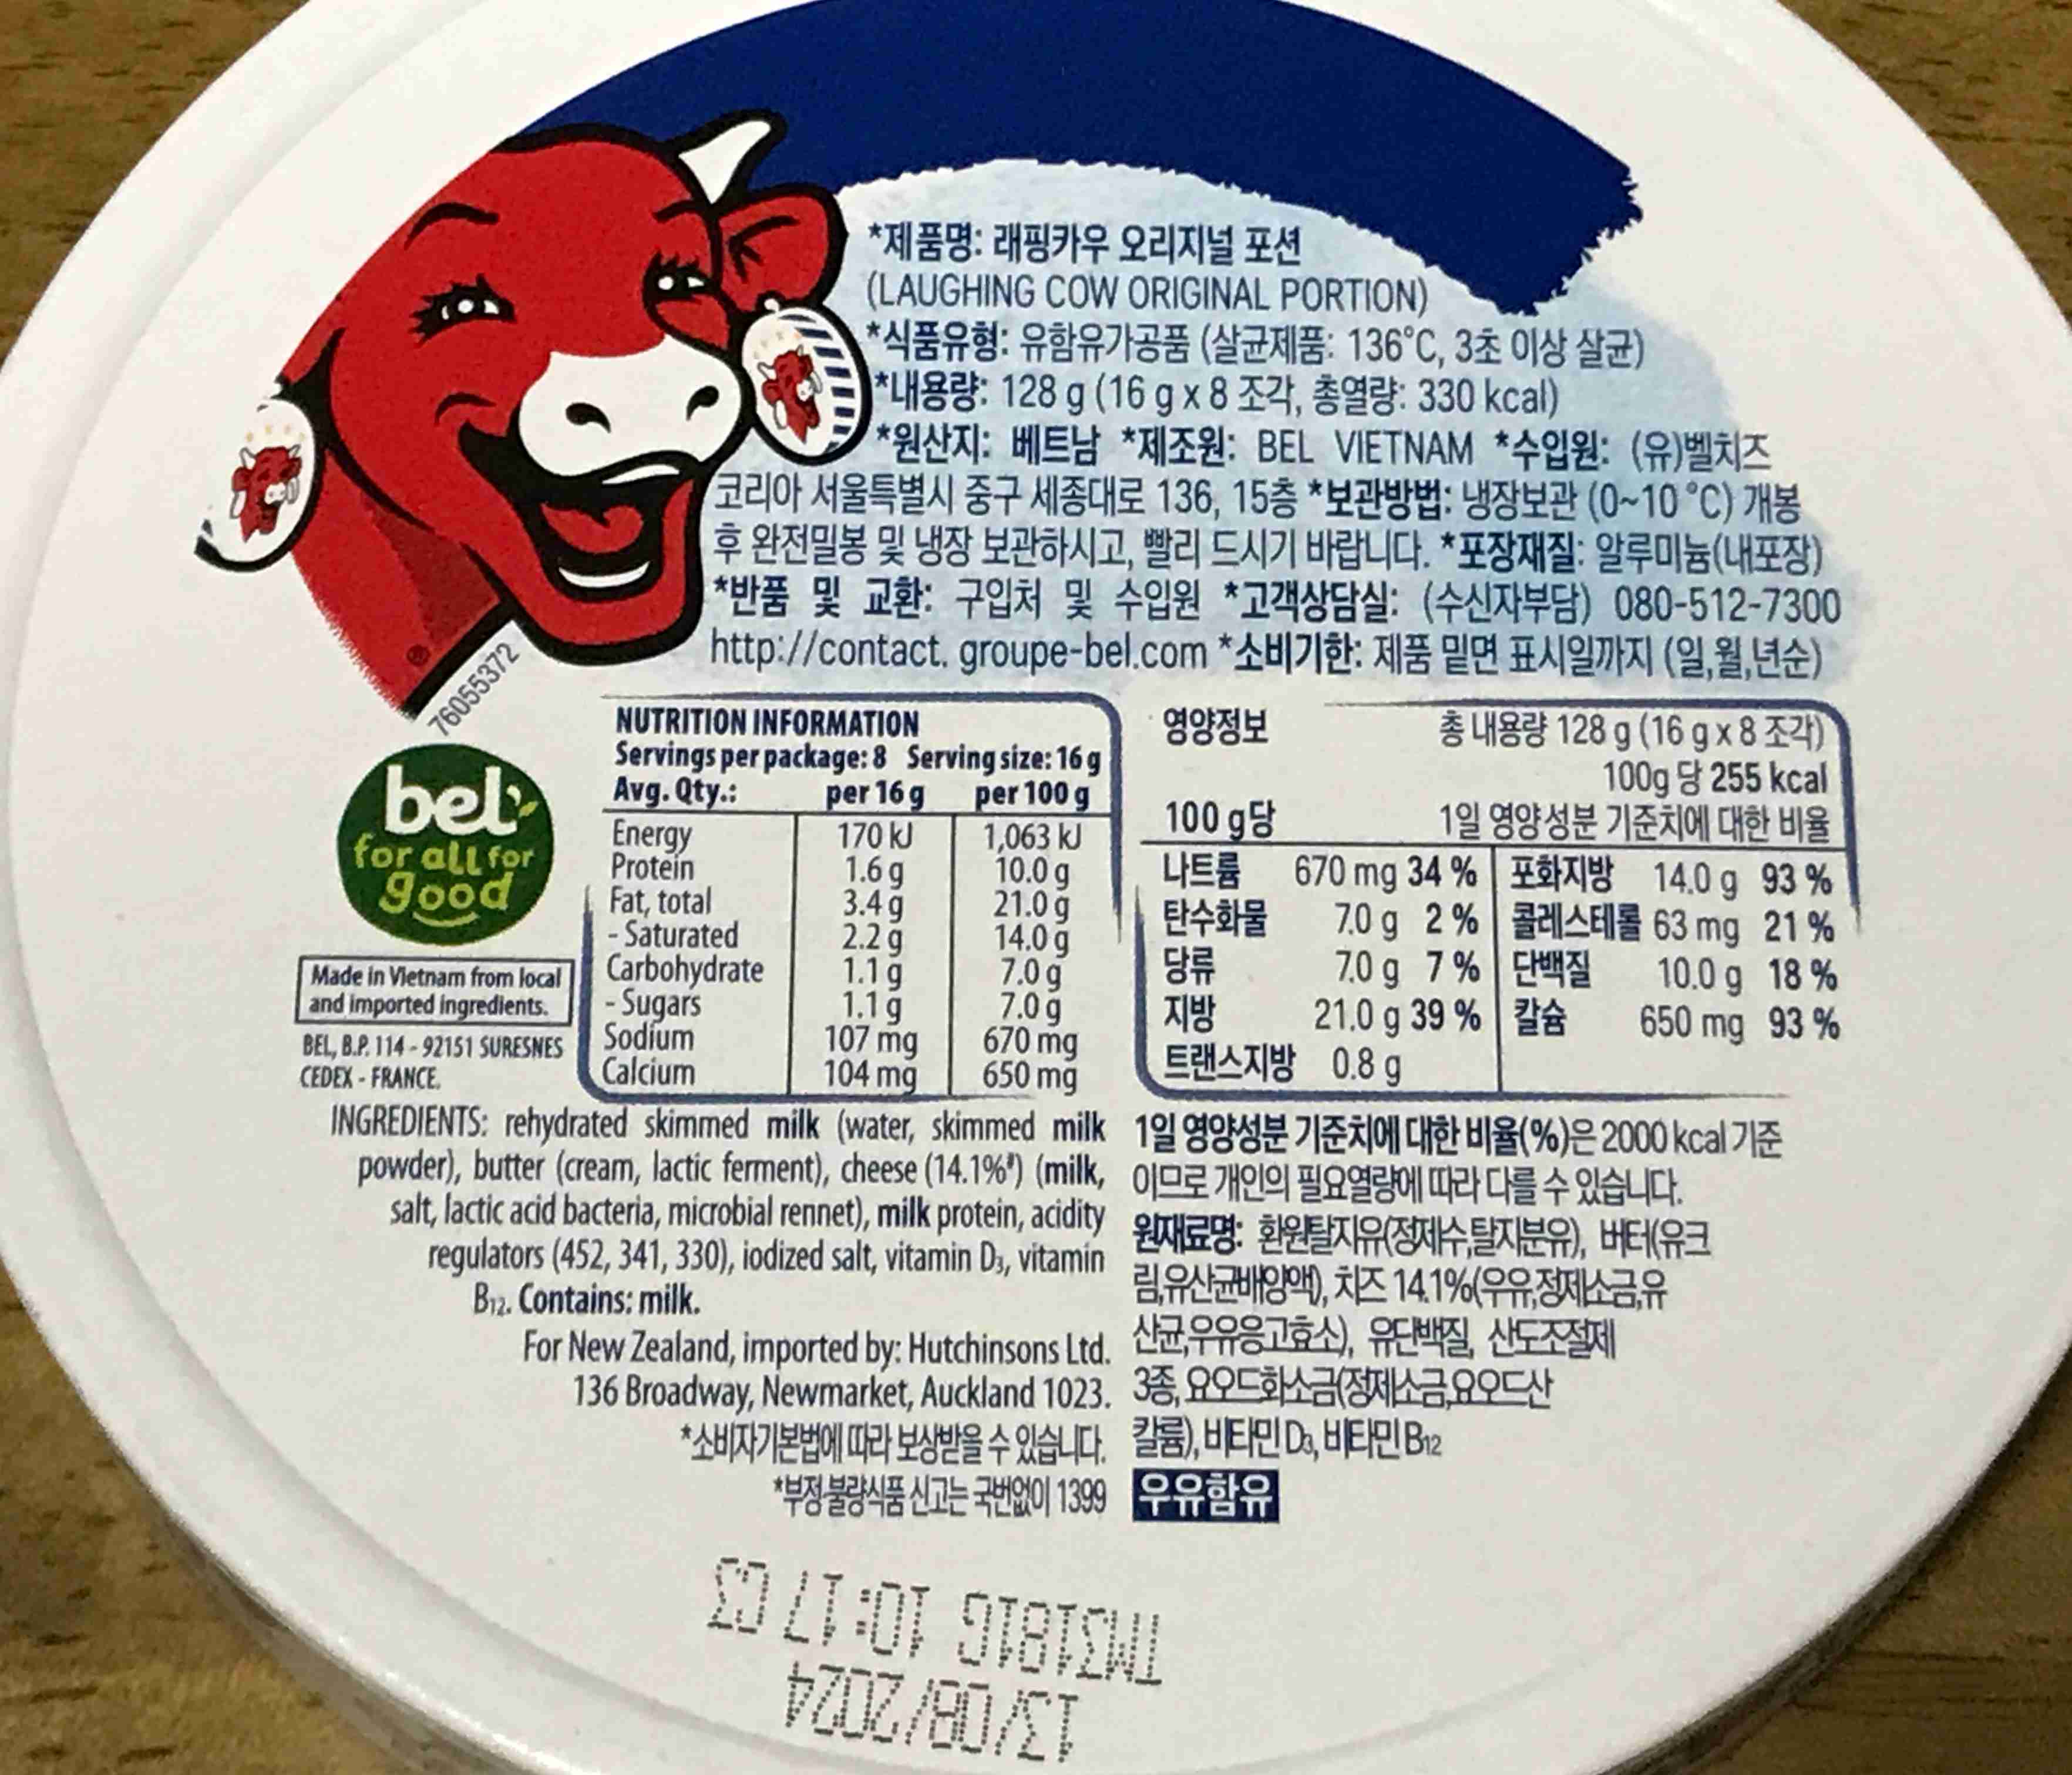 *제품명: 래핑카우 오리지널 포션
(LAUGHING COW ORIGINAL PORTION)
*식품유형: 유함유가공품 (살균제품: 136°C, 3초 이상 살균)
*내용량: 128 g (16 g x 8 조각, 총열량: 330 kcal)
*원산지: 베트남 *제조원: BEL VIETNAM *수입원: (유)벨치즈
코리아 서울특별시 중구 세종대로 136, 15층 *보관방법: 냉장보관 (0~10 °C) 개봉
후 완전밀봉 및 냉장 보관하시고, 빨리 드시기 바랍니다. *포장재질: 알루미늄(내포장)
*반품 및 교환: 구입처 및 수입원 *고객상담실: (수신자부담) 080-512-7300
http://contact. groupe-bel.com *소비기한: 제품 밑면 표시일까지 (일,월,년순)
®
76055372
bel
for all for
good
Made in Vietnam from local
and imported ingredients.
BEL, B.P. 114 - 92151 SURESNES
CEDEX - FRANCE.
NUTRITION INFORMATION
Servings per package: 8 Serving size: 16 g
Avg. Qty.: per 16 g per 100 g
Energy 170 kJ 1,063 kJ
Protein 1.6 g 10.0 g
Fat, total 3.4 g 21.0 g
- Saturated 2.2 g 14.0 g
Carbohydrate 1.1 g 7.0 g
- Sugars 1.1 g 7.0 g
Sodium 107 mg 670 mg
Calcium 104 mg 650 mg
영양정보 총 내용량 128 g (16 g x 8 조각)
100g 당 255 kcal
100 g당 1일 영양성분 기준치에 대한 비율
나트륨 670 mg 34 % 포화지방 14.0 g 93 %
탄수화물 7.0 g 2 % 콜레스테롤 63 mg 21 %
당류 7.0 g 7 % 단백질 10.0 g 18 %
지방 21.0 g 39 % 칼슘 650 mg 93 %
트랜스지방 0.8 g
INGREDIENTS: rehydrated skimmed milk (water, skimmed milk
powder), butter (cream, lactic ferment), cheese (14.1%#) (milk,
salt, lactic acid bacteria, microbial rennet), milk protein, acidity
regulators (452, 341, 330), iodized salt, vitamin D3, vitamin
B12. Contains: milk.
For New Zealand, imported by: Hutchinsons Ltd.
136 Broadway, Newmarket, Auckland 1023.
*소비자기본법에 따라 보상받을 수 있습니다.
*부정·불량식품 신고는 국번없이 1399
1일 영양성분 기준치에 대한 비율(%)은 2000 kcal 기준
이므로 개인의 필요열량에 따라 다를 수 있습니다.
원재료명: 환원탈지유(정제수,탈지분유), 버터(유크
림,유산균배양액), 치즈 14.1%(우유,정제소금,유
산균,우유응고효소), 유단백질, 산도조절제
3종, 요오드화소금(정제소금,요오드산
칼륨), 비타민 D3, 비타민 B12
우유함유
13/08/2024
TM31816 10:17 C3